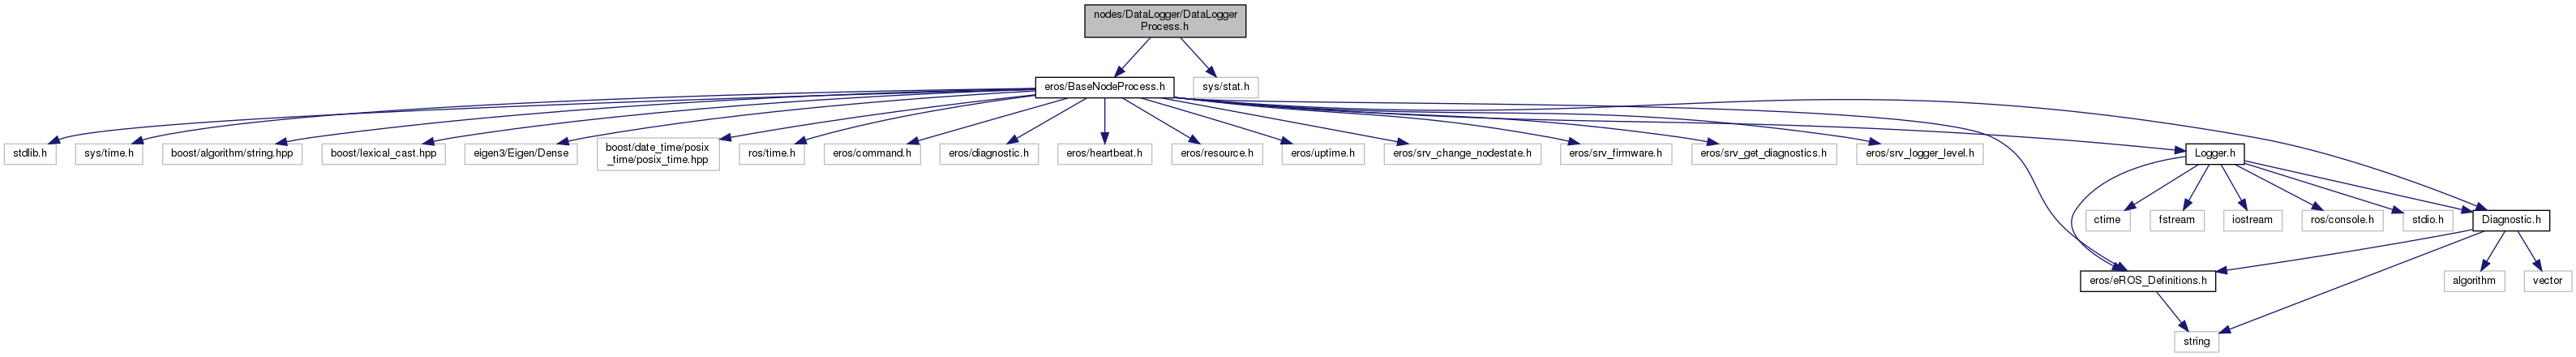 nodes/DataLogger/DataLogger
Process.h
eros/BaseNodeProcess.h
sys/stat.h
stdlib.h
sys/time.h
boost/algorithm/string.hpp
boost/lexical_cast.hpp
eigen3/Eigen/Dense
boost/date_time/posix
_time/posix_time.hpp
ros/time.h
eros/command.h
eros/diagnostic.h
eros/heartbeat.h
eros/resource.h
eros/uptime.h
eros/srv_change_nodestate.h
eros/srv_firmware.h
eros/srv_get_diagnostics.h
eros/srv_logger_level.h
Logger.h
ctime
fstream
iostream
ros/console.h
stdio.h
Diagnostic.h
eros/eROS_Definitions.h
algorithm
vector
string